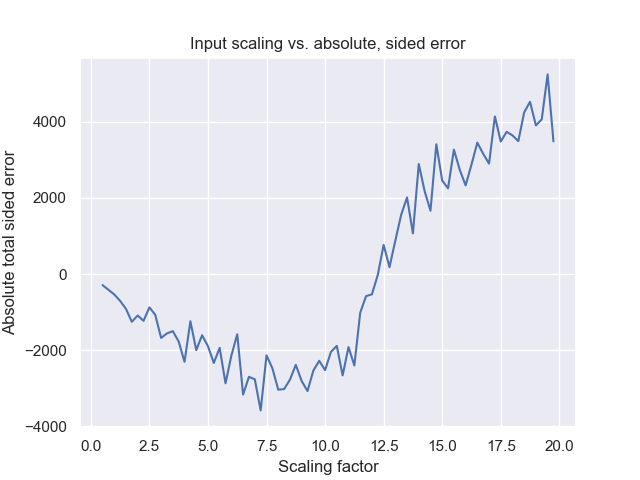 Input scaling vs. absolute, sided error
Absolute total sided error
4000
2000
0
−2000
−4000
0.0 2.5 5.0 7.5 10.0 12.5 15.0 17.5 20.0
Scaling factor